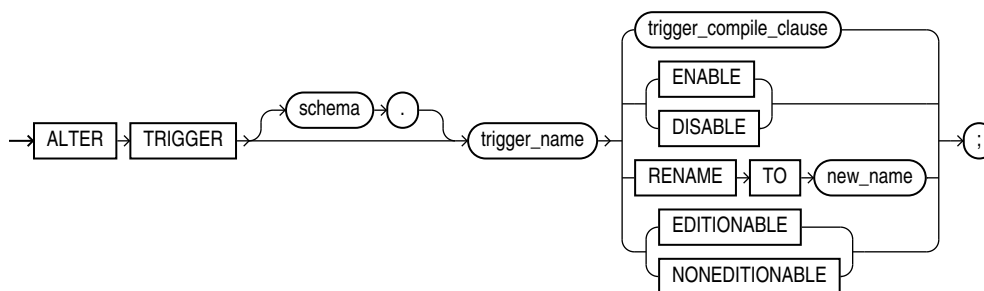 trigger_compile_clause
ENABLE
schema .
DISABLE
ALTER TRIGGER trigger_name ;
RENAME TO new_name
EDITIONABLE
NONEDITIONABLE